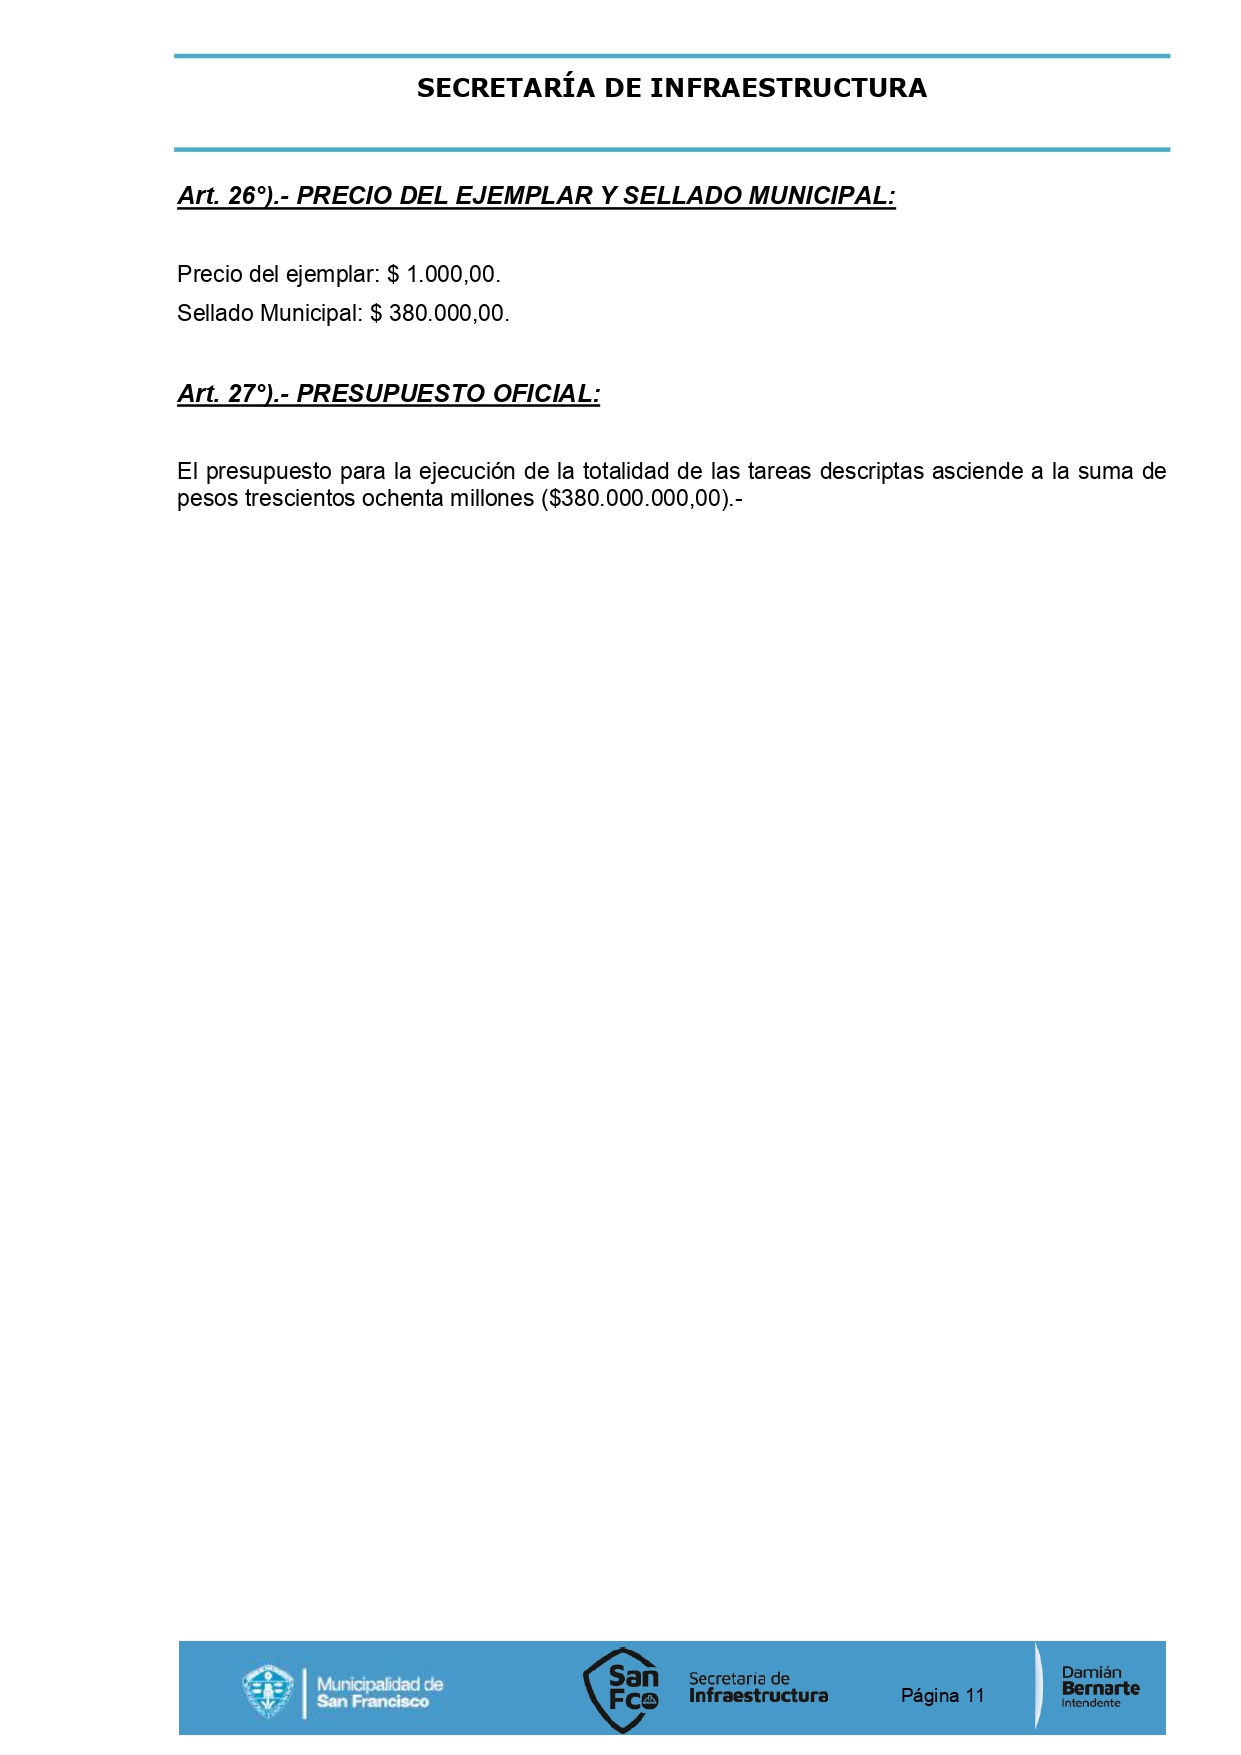 SECRETARÍA DE INFRAESTRUCTURA
Art. 26°).- PRECIO DEL EJEMPLAR Y SELLADO MUNICIPAL:
Precio del ejemplar: $ 1.000,00.
Sellado Municipal: $ 380.000,00.
Art. 27°).- PRESUPUESTO OFICIAL:
El presupuesto para la ejecución de la totalidad de las tareas descriptas asciende a la suma de
pesos trescientos ochenta millones ($380.000.000,00).-
Municipalidad de
San Francisco
San
Fco
Secretaría de
Infraestructura
Página 11
Damián
Bernarte
Intendente